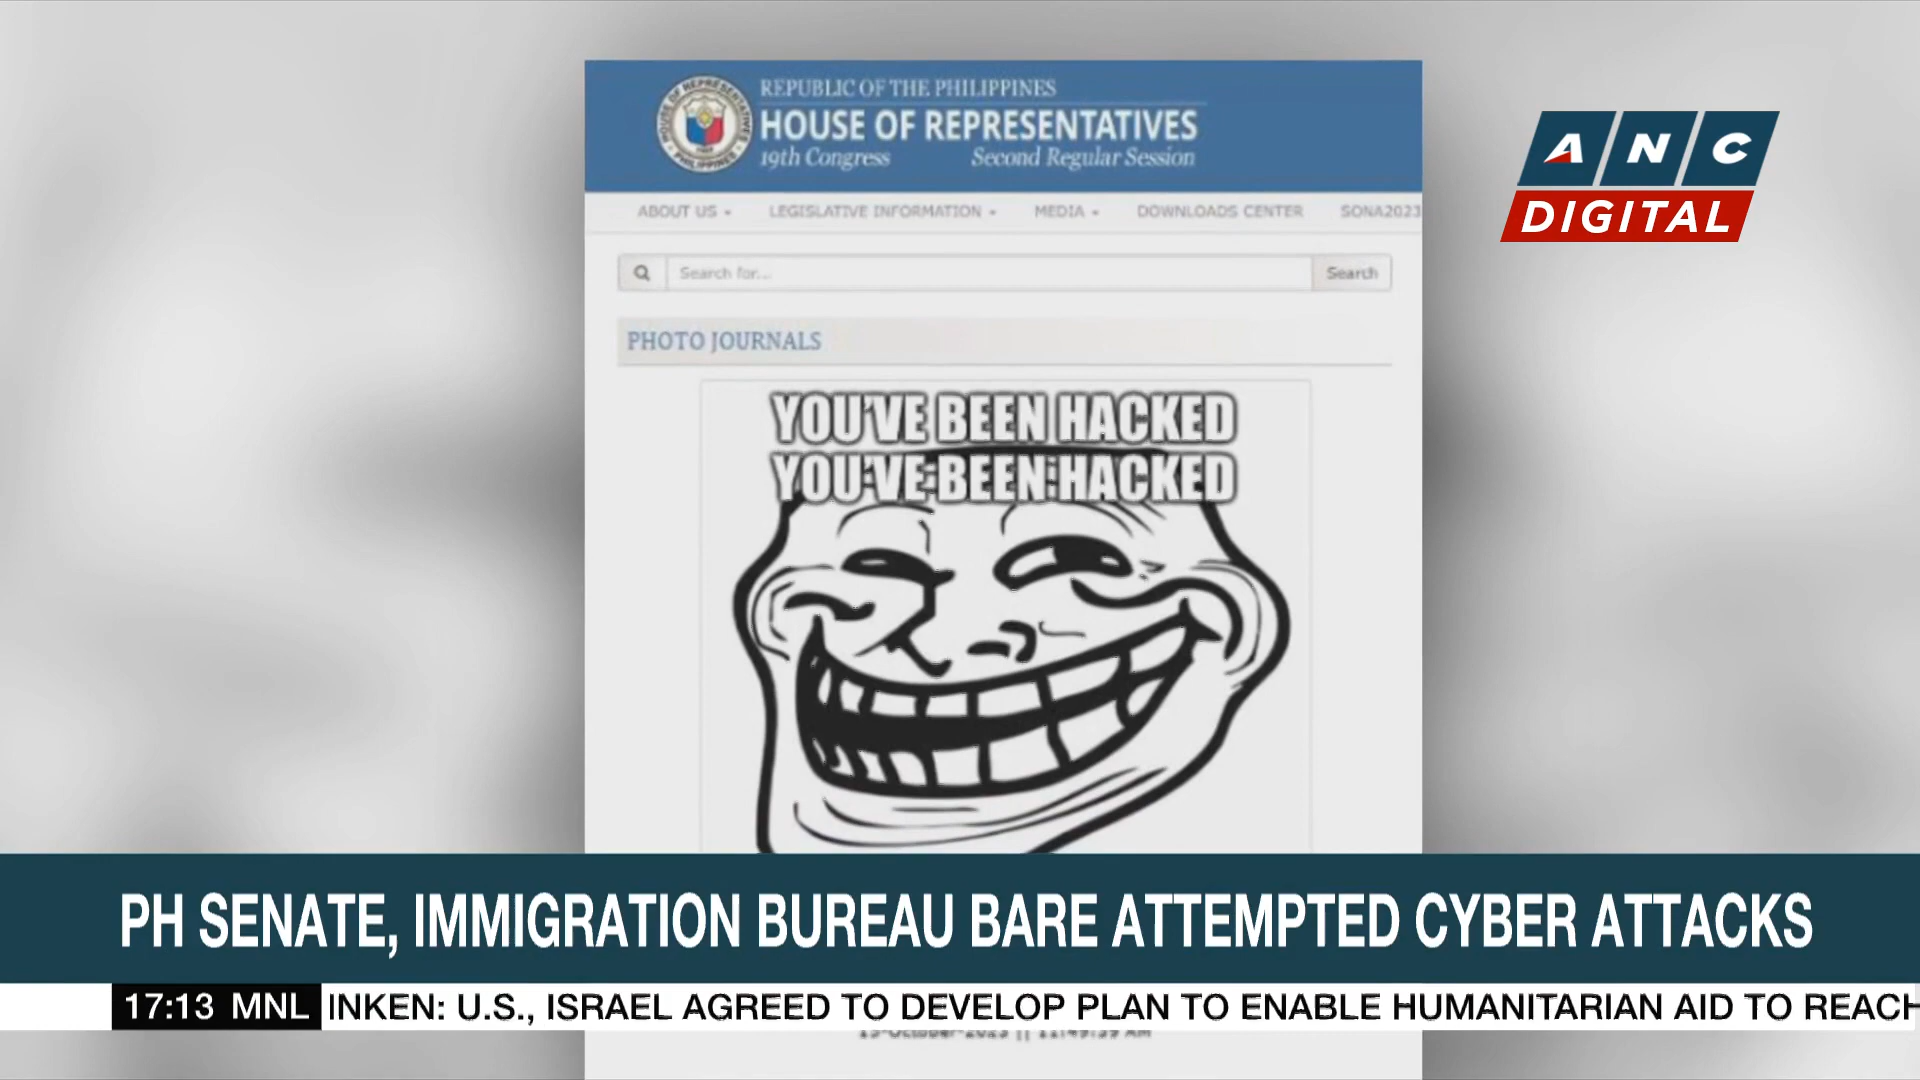 REPUBLIC OF THE PHILIPPINES
HOUSE OF REPRESENTATIVES
19th Congress Second Regular Session
ABOUT US LEGISLATIVE INFORMATION MEDIA DOWNLOADS CENTER SONA2023
Search for... Search
PHOTO JOURNALS
YOU'VE BEEN HACKED
YOU'VE BEEN HACKED
ANC
DIGITAL
PH SENATE, IMMIGRATION BUREAU BARE ATTEMPTED CYBER ATTACKS
17:13 MNL INKEN: U.S., ISRAEL AGREED TO DEVELOP PLAN TO ENABLE HUMANITARIAN AID TO REACH